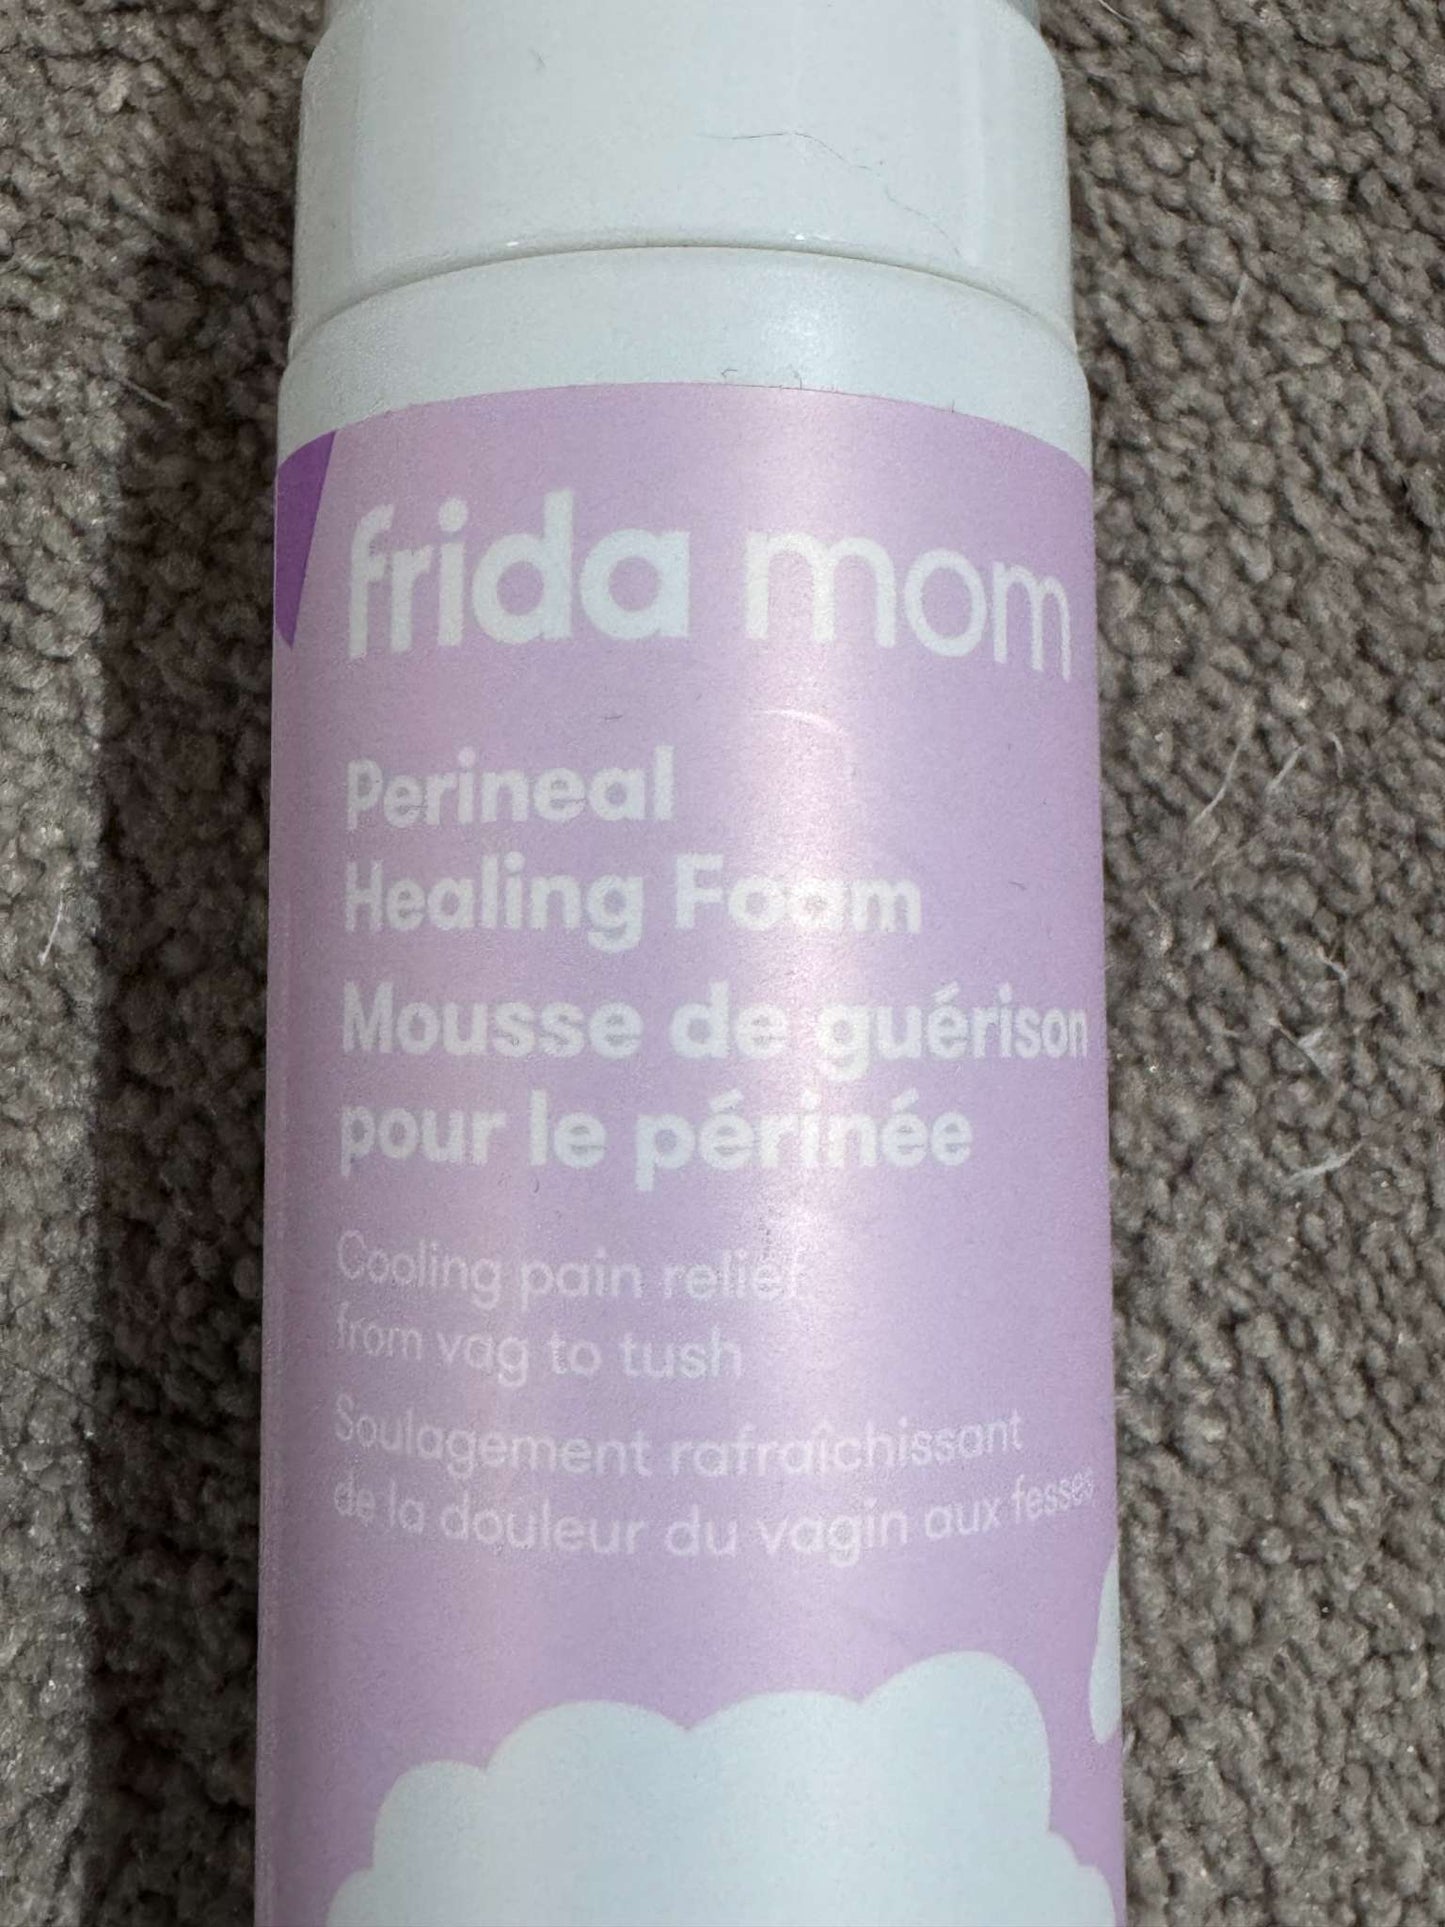 frida mom
Perineal
Healing Foam
Mousse de guérison
pour le périnée
Cooling pain relief
from vag to tush
Soulagement rafraîchissant
de la douleur du vagin aux fesses